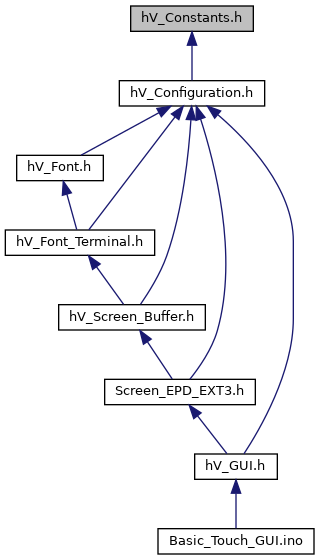 hV_Constants.h
hV_Configuration.h
hV_Font.h
hV_Font_Terminal.h
hV_Screen_Buffer.h
Screen_EPD_EXT3.h
hV_GUI.h
Basic_Touch_GUI.ino